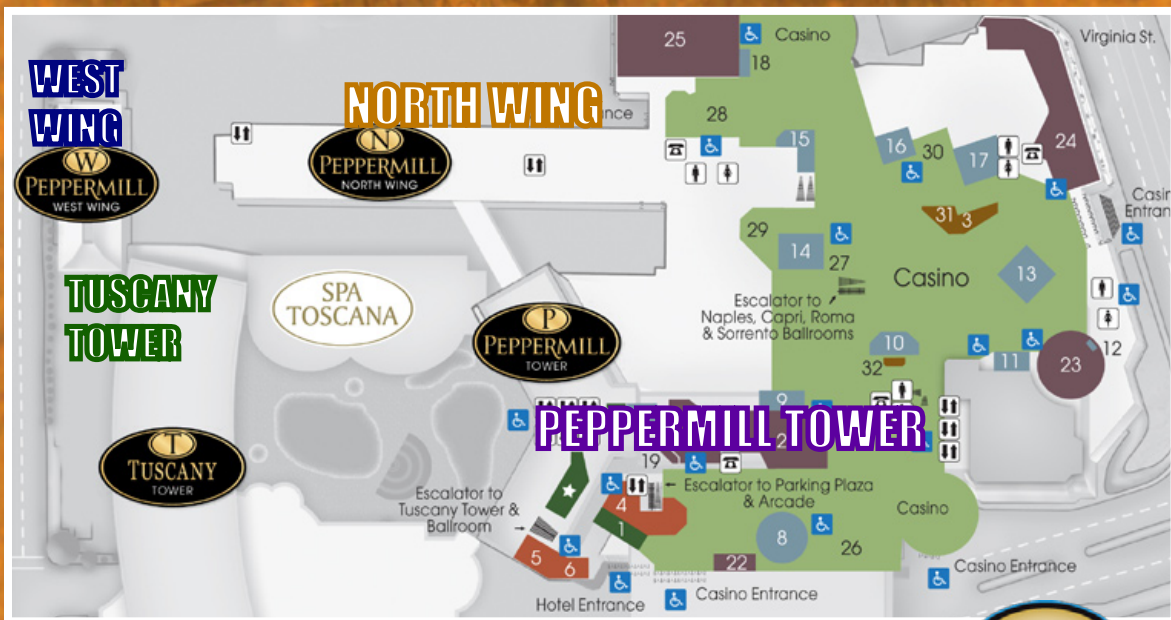 25
Casino
Virginia St.
18
WEST
WING
NORTH WING
28
15
16
30
17
24
W
PEPPERMILL
WEST WING
N
PEPPERMILL
NORTH WING
31
3
29
14
27
Casino
13
TUSCANY
TOWER
SPA
TOSCANA
Escalator to
Naples, Capri, Roma
& Sorrento Ballrooms
P
PEPPERMILL
TOWER
10
32
11
12
23
9
PEPPERMILL TOWER
T
TUSCANY
TOWER
19
Escalator to
Tuscany Tower &
Ballroom
Escalator to Parking Plaza
& Arcade
4
1
5
6
8
26
22
Casino
Casino Entrance
Hotel Entrance
Casino Entrance